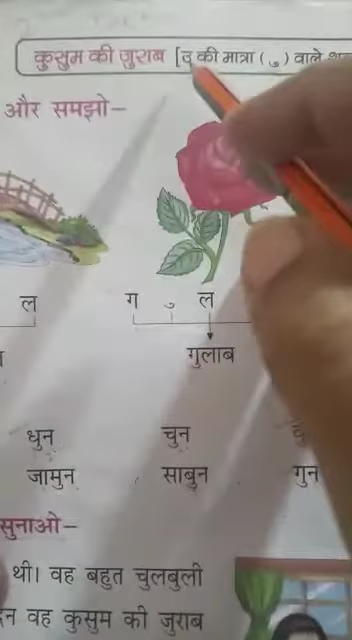 कुसुम की जुराब [उ की मात्रा ( ु ) वाले
और समझो–
ल ग ु ल
गुलाब
धुन चुन
जामुन साबुन गुन
सुनाओ–
थी। वह बहुत चुलबुली
वह कुसुम की जुराब